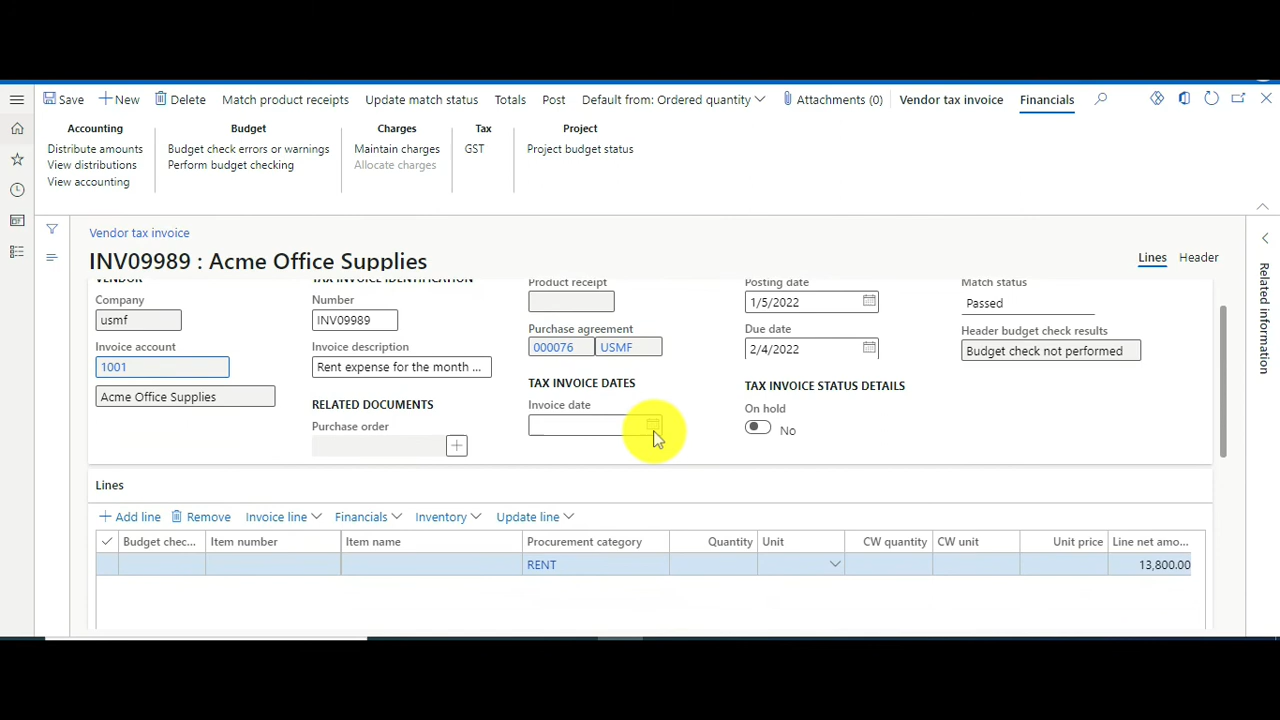 Save New Delete Match product receipts Update match status Totals Post Default from: Ordered quantity Attachments (0) Vendor tax invoice Financials
Accounting Budget Charges Tax Project
Distribute amounts Budget check errors or warnings Maintain charges GST Project budget status
View distributions Perform budget checking Allocate charges
View accounting
Vendor tax invoice
INV09989 : Acme Office Supplies
Lines Header
VENDOR
Company
usmf
Invoice account
1001
Acme Office Supplies
TAX INVOICE IDENTIFICATION
Number
INV09989
Invoice description
Rent expense for the month ...
RELATED DOCUMENTS
Purchase order
Product receipt
Purchase agreement
000076 USMF
TAX INVOICE DATES
Invoice date
Posting date
1/5/2022
Due date
2/4/2022
TAX INVOICE STATUS DETAILS
On hold
No
Match status
Passed
Header budget check results
Budget check not performed
Related information
Lines
Add line Remove Invoice line Financials Inventory Update line
Budget chec... Item number Item name Procurement category Quantity Unit CW quantity CW unit Unit price Line net amo...
RENT 13,800.00